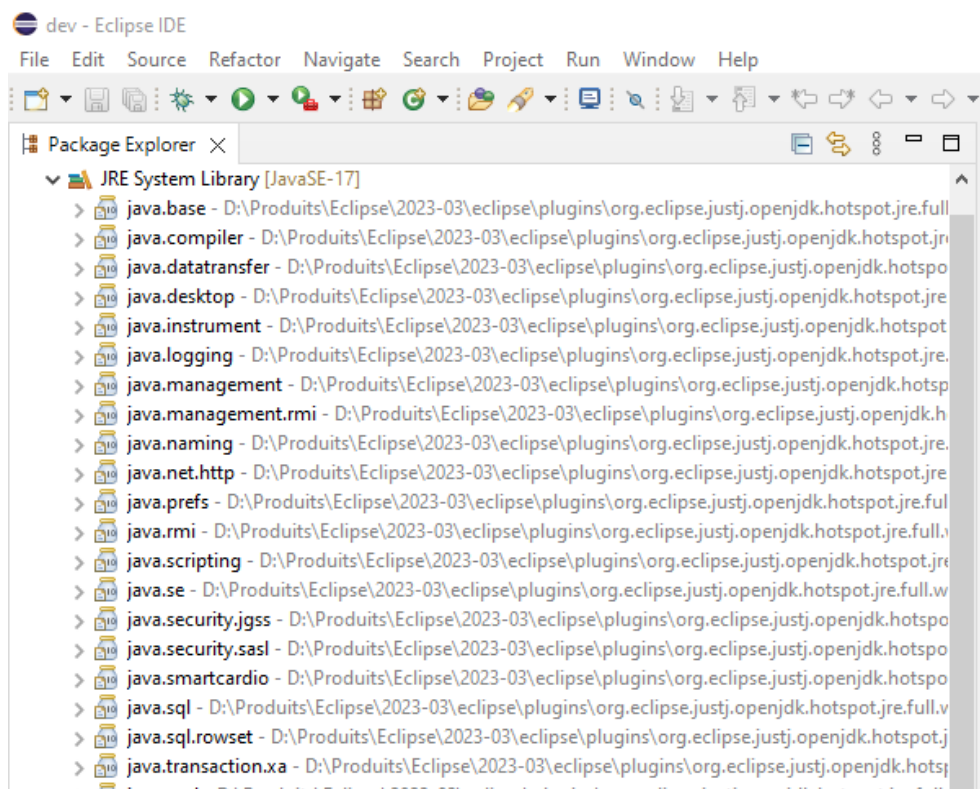 dev - Eclipse IDE
File Edit Source Refactor Navigate Search Project Run Window Help
Package Explorer
JRE System Library [JavaSE-17]
java.base - D:\Produits\Eclipse\2023-03\eclipse\plugins\org.eclipse.justj.openjdk.hotspot.jre.full
java.compiler - D:\Produits\Eclipse\2023-03\eclipse\plugins\org.eclipse.justj.openjdk.hotspot.jr
java.datatransfer - D:\Produits\Eclipse\2023-03\eclipse\plugins\org.eclipse.justj.openjdk.hotspo
java.desktop - D:\Produits\Eclipse\2023-03\eclipse\plugins\org.eclipse.justj.openjdk.hotspot.jre
java.instrument - D:\Produits\Eclipse\2023-03\eclipse\plugins\org.eclipse.justj.openjdk.hotspot
java.logging - D:\Produits\Eclipse\2023-03\eclipse\plugins\org.eclipse.justj.openjdk.hotspot.jre.
java.management - D:\Produits\Eclipse\2023-03\eclipse\plugins\org.eclipse.justj.openjdk.hotsp
java.management.rmi - D:\Produits\Eclipse\2023-03\eclipse\plugins\org.eclipse.justj.openjdk.h
java.naming - D:\Produits\Eclipse\2023-03\eclipse\plugins\org.eclipse.justj.openjdk.hotspot.jre.
java.net.http - D:\Produits\Eclipse\2023-03\eclipse\plugins\org.eclipse.justj.openjdk.hotspot.jre
java.prefs - D:\Produits\Eclipse\2023-03\eclipse\plugins\org.eclipse.justj.openjdk.hotspot.jre.ful
java.rmi - D:\Produits\Eclipse\2023-03\eclipse\plugins\org.eclipse.justj.openjdk.hotspot.jre.full.
java.scripting - D:\Produits\Eclipse\2023-03\eclipse\plugins\org.eclipse.justj.openjdk.hotspot.jre
java.se - D:\Produits\Eclipse\2023-03\eclipse\plugins\org.eclipse.justj.openjdk.hotspot.jre.full.w
java.security.jgss - D:\Produits\Eclipse\2023-03\eclipse\plugins\org.eclipse.justj.openjdk.hotspo
java.security.sasl - D:\Produits\Eclipse\2023-03\eclipse\plugins\org.eclipse.justj.openjdk.hotspo
java.smartcardio - D:\Produits\Eclipse\2023-03\eclipse\plugins\org.eclipse.justj.openjdk.hotspo
java.sql - D:\Produits\Eclipse\2023-03\eclipse\plugins\org.eclipse.justj.openjdk.hotspot.jre.full.
java.sql.rowset - D:\Produits\Eclipse\2023-03\eclipse\plugins\org.eclipse.justj.openjdk.hotspot.j
java.transaction.xa - D:\Produits\Eclipse\2023-03\eclipse\plugins\org.eclipse.justj.openjdk.hots